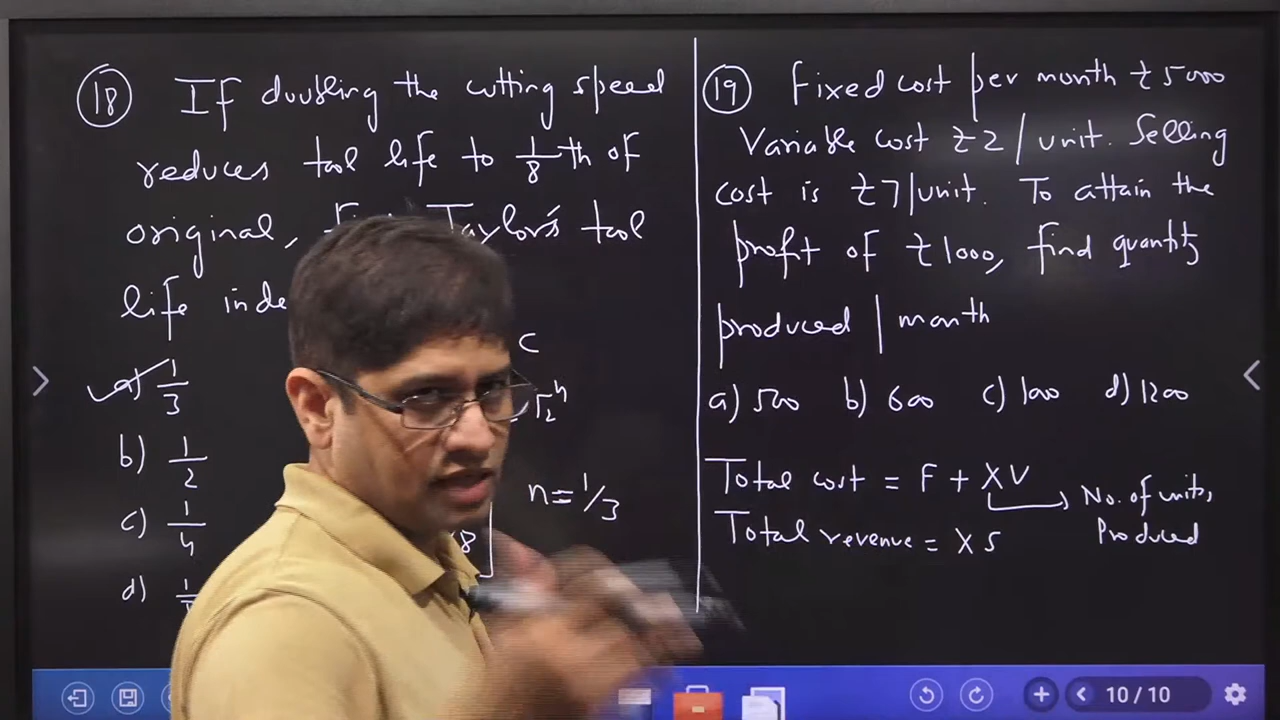 18 If doubling the cutting speed
reduces tool life to 1/8 th of
original, Taylor's tool
life inde
a) 1/3
b) 1/2
c) 1/4
d)
C
n = 1/3
19 Fixed cost per month ₹5000
Variable cost ₹2/unit. Selling
cost is ₹7/unit. To attain the
profit of ₹1000, find quantity
produced / month
a) 500 b) 600 c) 1000 d) 1200
Total cost = F + XV
No. of units
Produced
Total revenue = XS
10 / 10